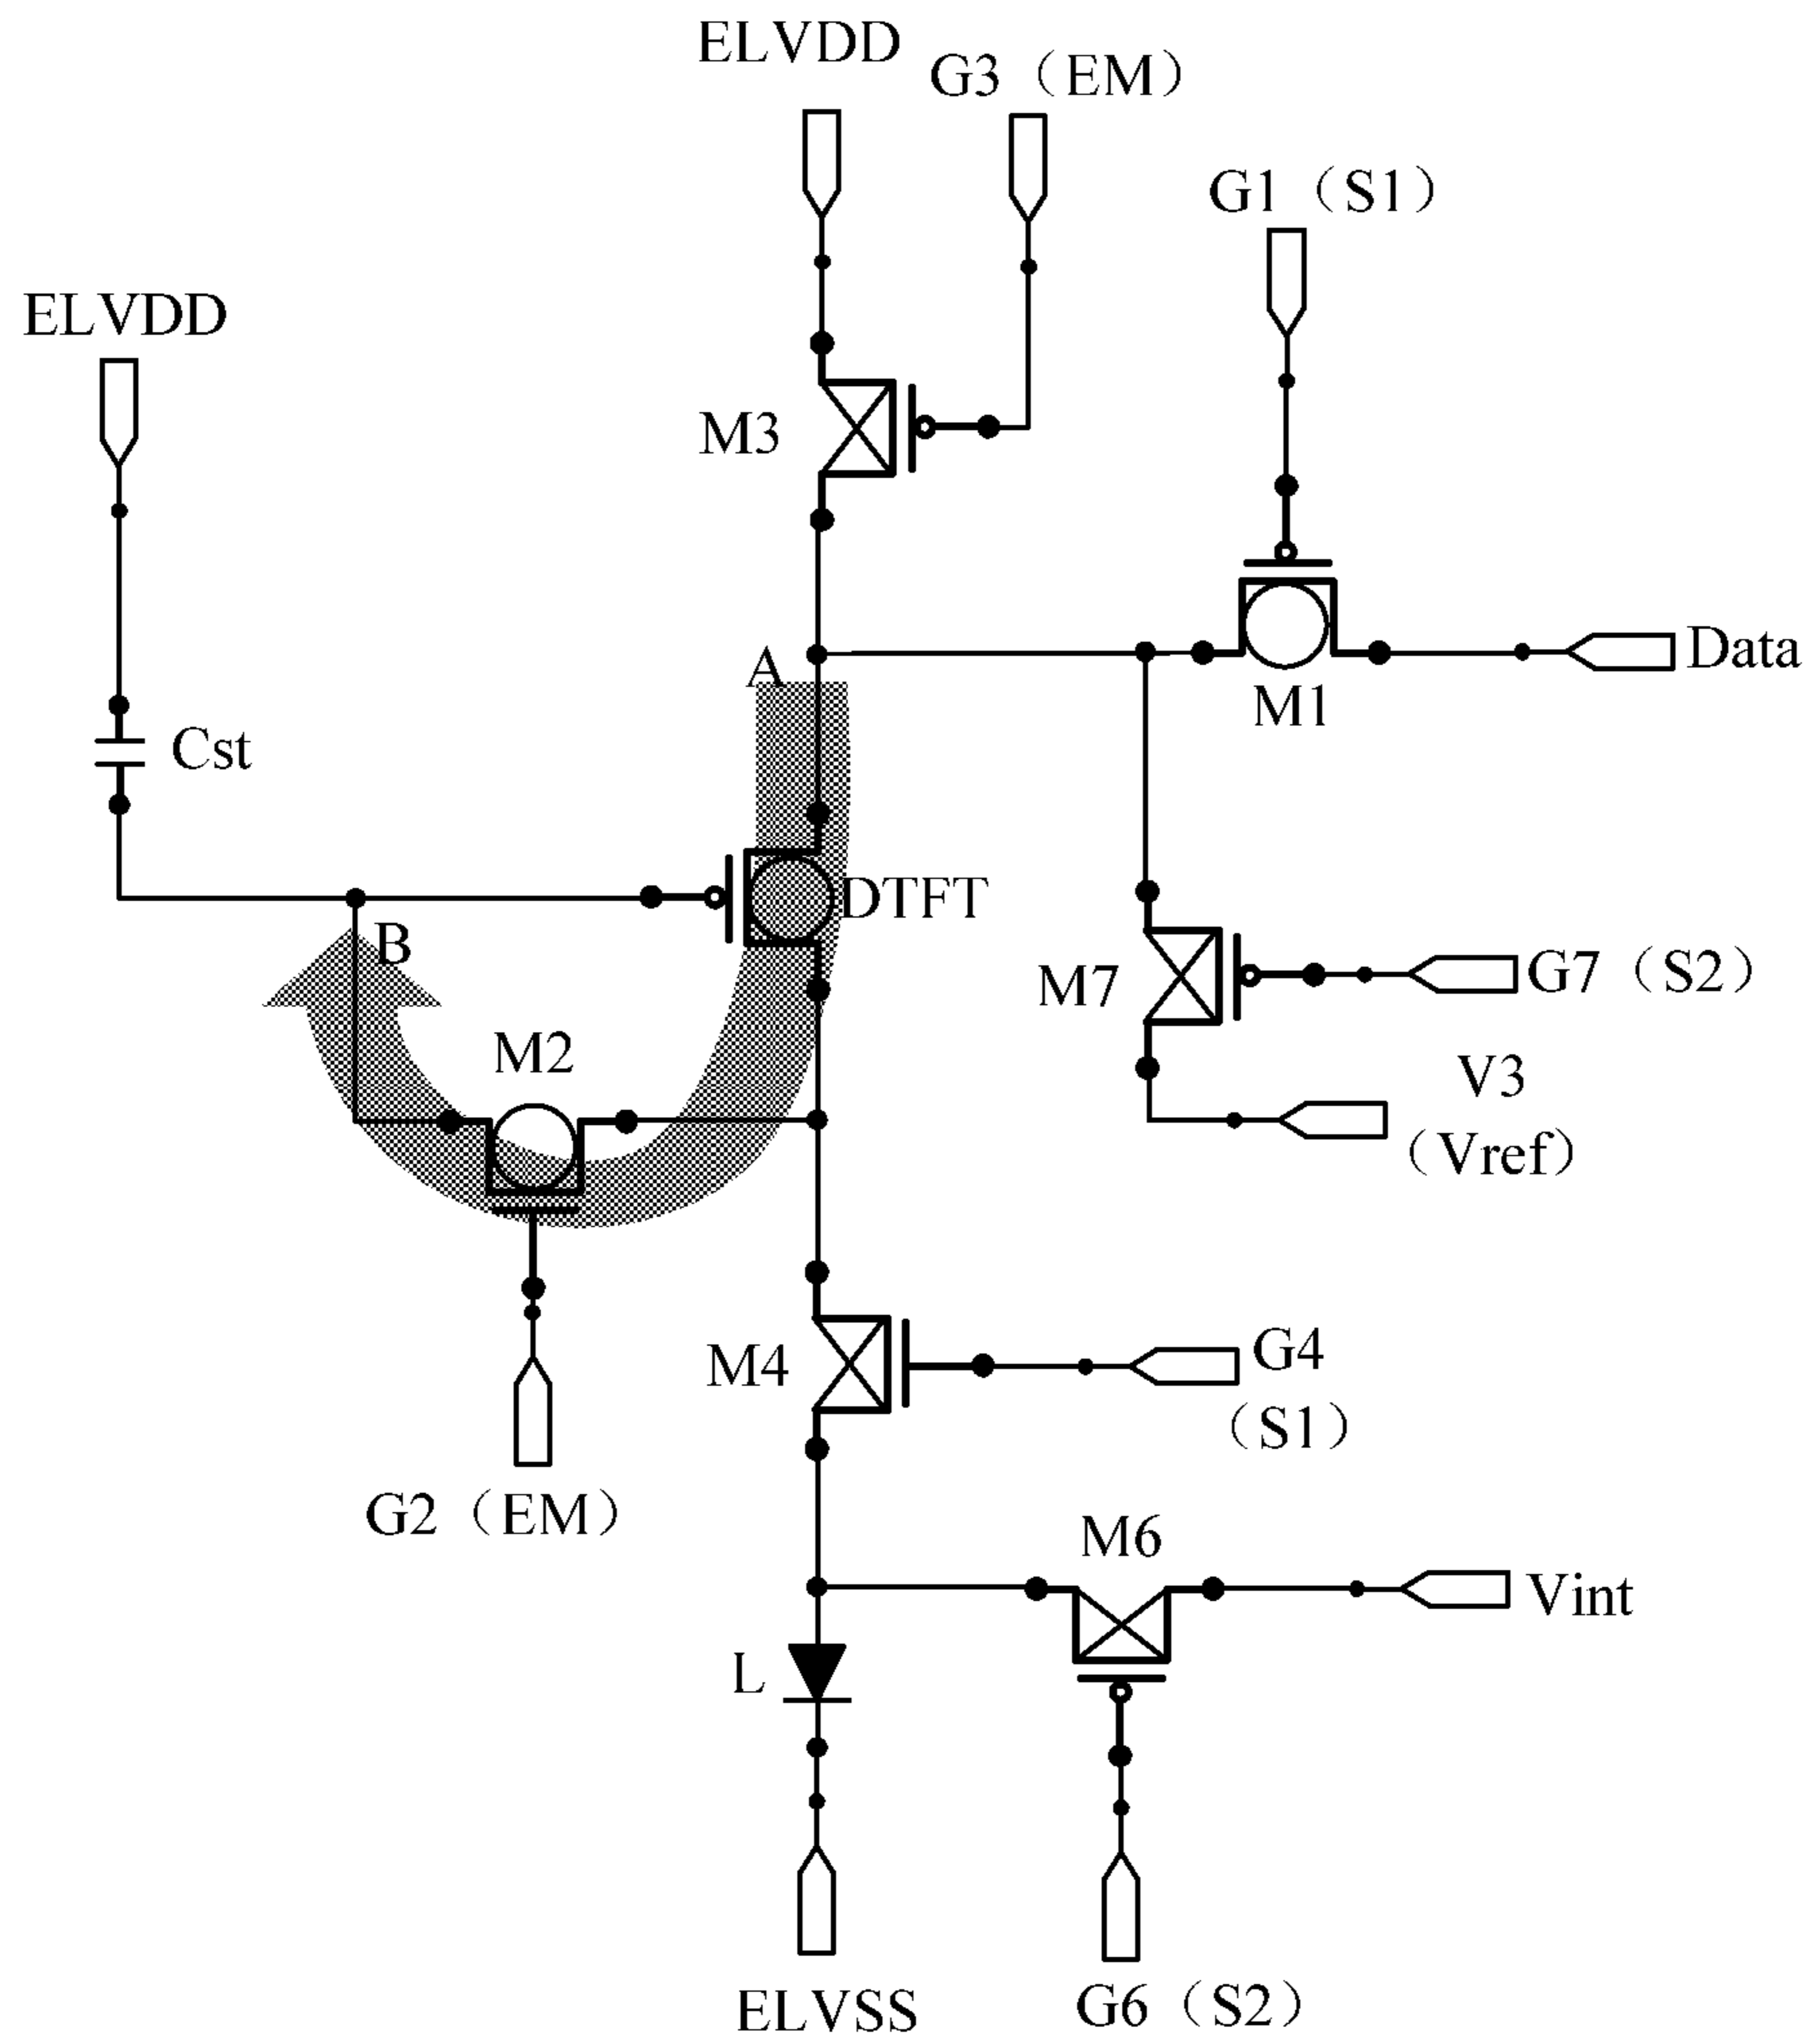 ELVDD
G3（EM）
G1（S1）
ELVDD
M3
A
Data
M1
Cst
DTFT
B
M7
G7（S2）
M2
V3
（Vref）
M4
G4
（S1）
G2（EM）
M6
Vint
L
ELVSS
G6（S2）